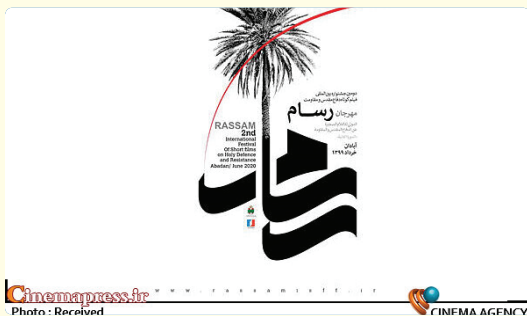 دومین جشنواره بین المللی
فیلم کوتاه دفاع مقدس و مقاومت
مهرجان رسام
آبادان
خرداد ۱۳۹۹
RASSAM
2nd
International
Festival
Of Short films
on Holy Defence
and Resistance
Abadan/ June 2020
رسام
www.rassamisff.ir
Cinemapress.ir
Photo : Received
CINEMA AGENCY